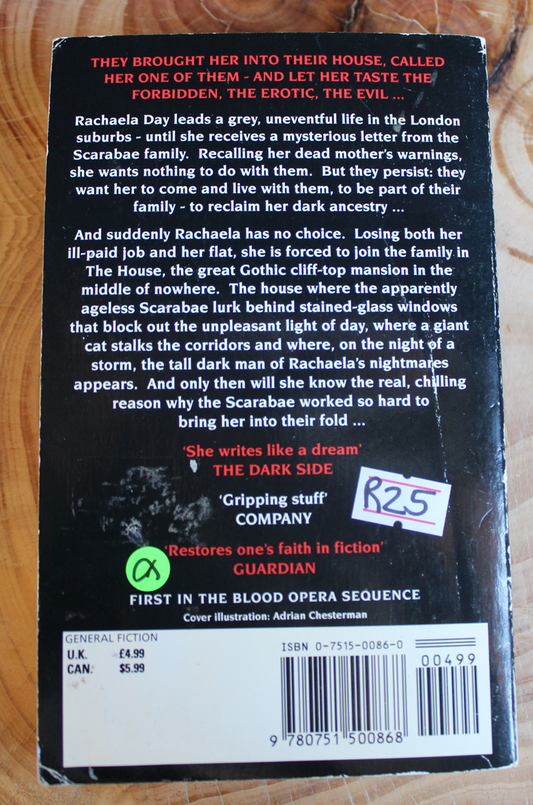 THEY BROUGHT HER INTO THEIR HOUSE, CALLED
HER ONE OF THEM - AND LET HER TASTE THE
FORBIDDEN, THE EROTIC, THE EVIL ...
Rachaela Day leads a grey, uneventful life in the London
suburbs - until she receives a mysterious letter from the
Scarabae family. Recalling her dead mother's warnings,
she wants nothing to do with them. But they persist: they
want her to come and live with them, to be part of their
family - to reclaim her dark ancestry ...
And suddenly Rachaela has no choice. Losing both her
ill-paid job and her flat, she is forced to join the family in
The House, the great Gothic cliff-top mansion in the
middle of nowhere. The house where the apparently
ageless Scarabae lurk behind stained-glass windows
that block out the unpleasant light of day, where a giant
cat stalks the corridors and where, on the night of a
storm, the tall dark man of Rachaela's nightmares
appears. And only then will she know the real, chilling
reason why the Scarabae worked so hard to
bring her into their fold ...
'She writes like a dream'
THE DARK SIDE
'Gripping stuff'
COMPANY
R25
'Restores one's faith in fiction'
GUARDIAN
FIRST IN THE BLOOD OPERA SEQUENCE
Cover illustration: Adrian Chesterman
GENERAL FICTION
U.K. £4.99
CAN. $5.99
ISBN 0-7515-0086-0
00499
9 780751 500868